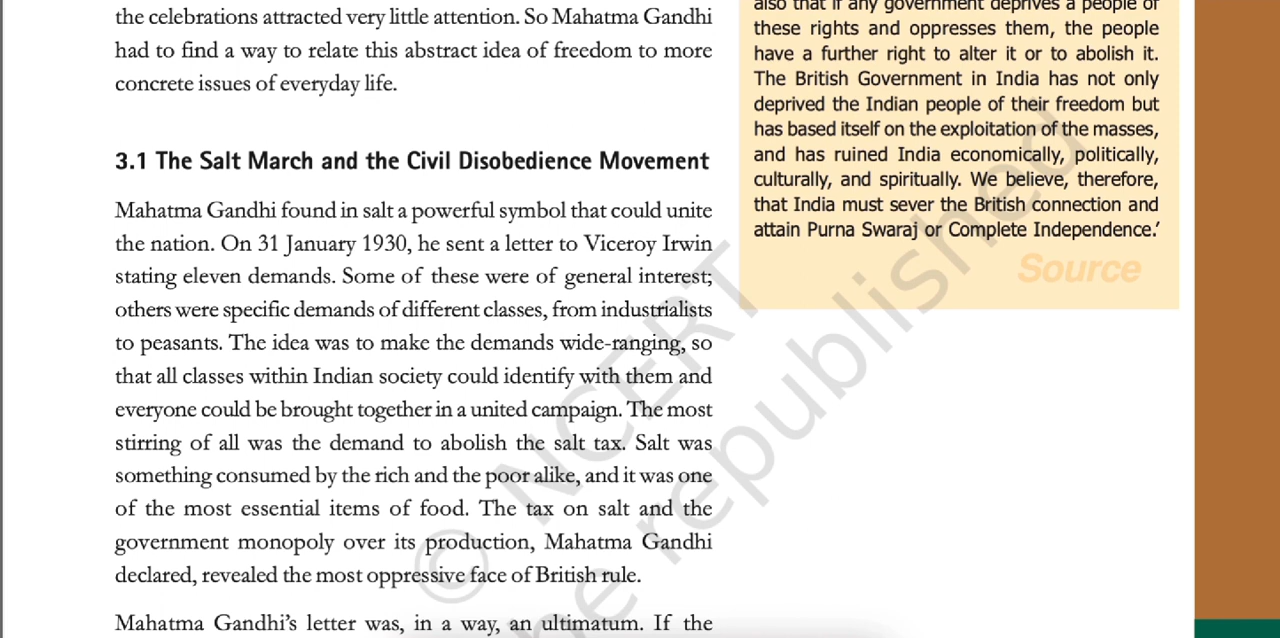 the celebrations attracted very little attention. So Mahatma Gandhi
had to find a way to relate this abstract idea of freedom to more
concrete issues of everyday life.
3.1 The Salt March and the Civil Disobedience Movement
Mahatma Gandhi found in salt a powerful symbol that could unite
the nation. On 31 January 1930, he sent a letter to Viceroy Irwin
stating eleven demands. Some of these were of general interest;
others were specific demands of different classes, from industrialists
to peasants. The idea was to make the demands wide-ranging, so
that all classes within Indian society could identify with them and
everyone could be brought together in a united campaign. The most
stirring of all was the demand to abolish the salt tax. Salt was
something consumed by the rich and the poor alike, and it was one
of the most essential items of food. The tax on salt and the
government monopoly over its production, Mahatma Gandhi
declared, revealed the most oppressive face of British rule.
Mahatma Gandhi’s letter was, in a way, an ultimatum. If the
also that if any government deprives a people of
these rights and oppresses them, the people
have a further right to alter it or to abolish it.
The British Government in India has not only
deprived the Indian people of their freedom but
has based itself on the exploitation of the masses,
and has ruined India economically, politically,
culturally, and spiritually. We believe, therefore,
that India must sever the British connection and
attain Purna Swaraj or Complete Independence.’
Source
© NCERT
be republished